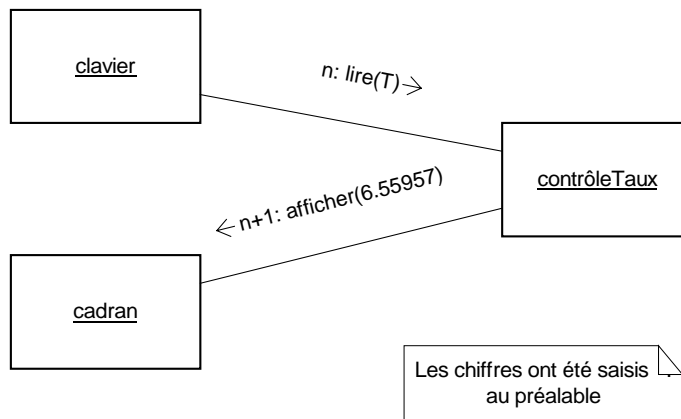 clavier
n: lire(T)
contrôleTaux
n+1: afficher(6.55957)
cadran
Les chiffres ont été saisis
au préalable